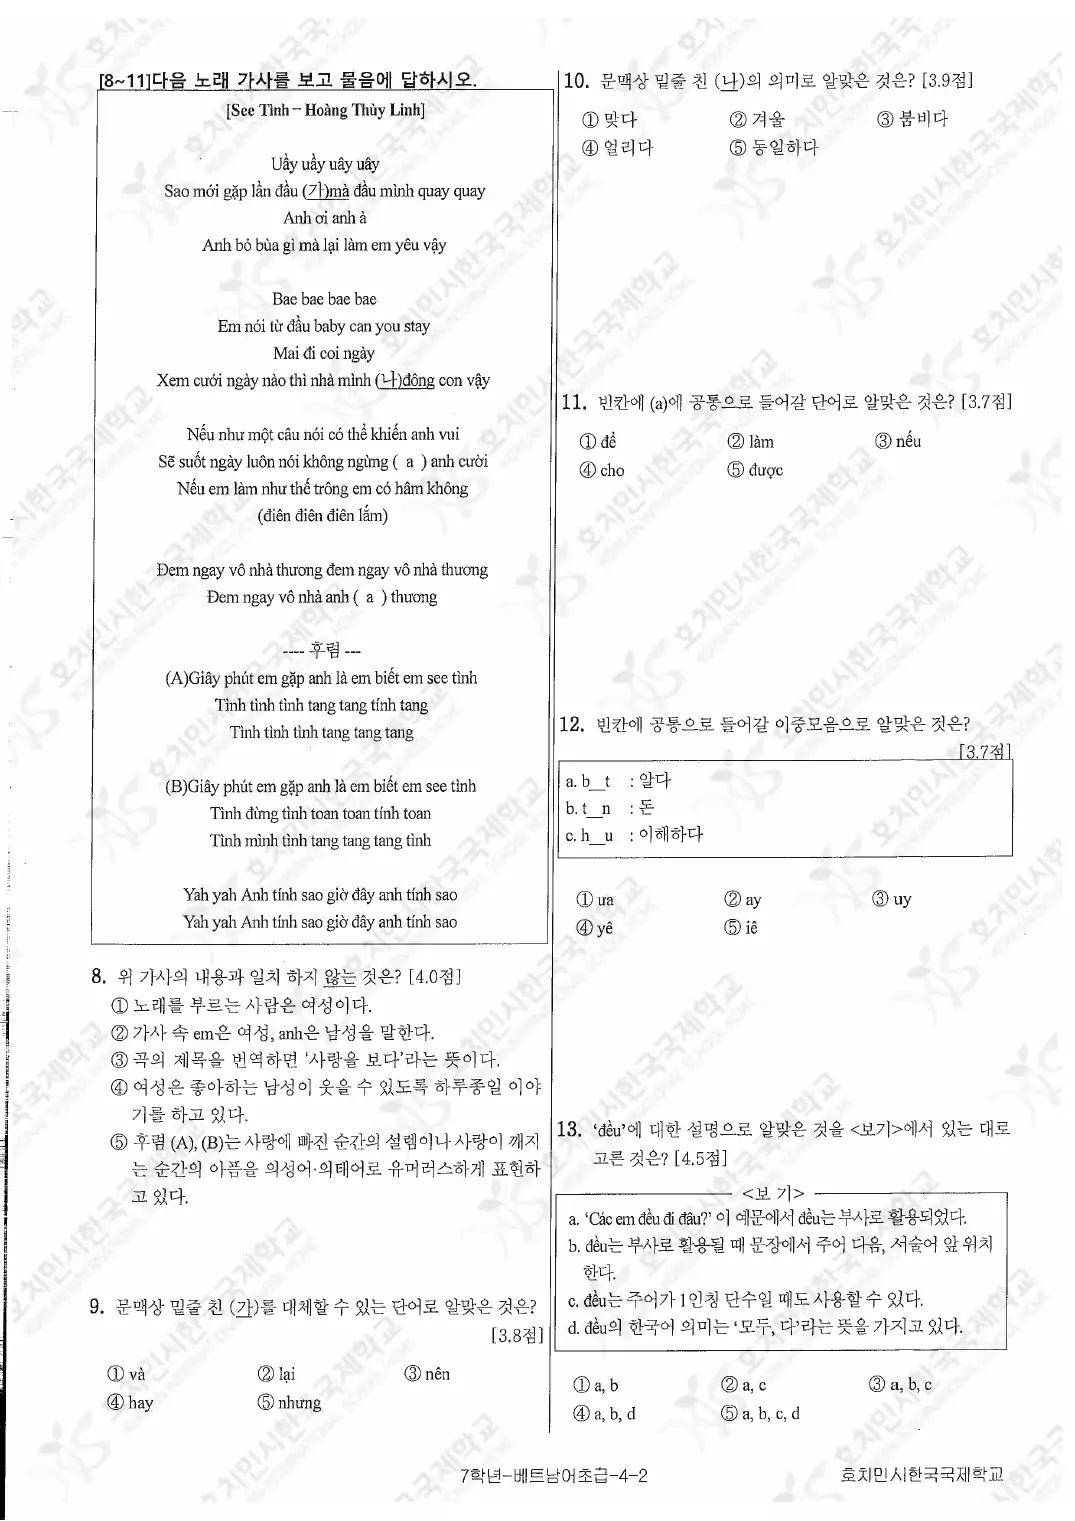 [8~11]다음 노래 가사를 보고 물음에 답하시오.
[See Tình - Hoàng Thùy Linh]
Uầy uầy uây uây
Sao mới gặp lần đầu (가)mà đầu mình quay quay
Anh ơi anh à
Anh bỏ bùa gì mà lại làm em yêu vậy
Bae bae bae bae
Em nói từ đầu baby can you stay
Mai đi coi ngày
Xem cưới ngày nào thì nhà mình (나)đông con vậy
Nếu như một câu nói có thể khiến anh vui
Sẽ suốt ngày luôn nói không ngừng ( a ) anh cười
Nếu em làm như thế trông em có hâm không
(điên điên điên lắm)
Đem ngay vô nhà thương đem ngay vô nhà thương
Đem ngay vô nhà anh ( a ) thương
---- 후렴 ---
(A)Giây phút em gặp anh là em biết em see tình
Tình tình tình tang tang tính tang
Tình tình tình tang tang tang
(B)Giây phút em gặp anh là em biết em see tình
Tình đừng tình toan toan tính toan
Tình mình tình tang tang tang tình
Yah yah Anh tính sao giờ đây anh tính sao
Yah yah Anh tính sao giờ đây anh tính sao
8. 위 가사의 내용과 일치 하지 않는 것은? [4.0점]
① 노래를 부르는 사람은 여성이다.
② 가사 속 em은 여성, anh은 남성을 말한다.
③ 곡의 제목을 번역하면 ‘사랑을 보다’라는 뜻이다.
④ 여성은 좋아하는 남성이 웃을 수 있도록 하루종일 이야
기를 하고 있다.
⑤ 후렴 (A), (B)는 사랑에 빠진 순간의 설렘이나 사랑이 깨지
는 순간의 아픔을 의성어·의태어로 유머러스하게 표현하
고 있다.
9. 문맥상 밑줄 친 (가)를 대체할 수 있는 단어로 알맞은 것은?
[3.8점]
① và ② lại ③ nên
④ hay ⑤ nhưng
10. 문맥상 밑줄 친 (나)의 의미로 알맞은 것은? [3.9점]
① 맞다 ② 겨울 ③ 붐비다
④ 얼리다 ⑤ 동일하다
11. 빈칸에 (a)에 공통으로 들어갈 단어로 알맞은 것은? [3.7점]
① để ② làm ③ nếu
④ cho ⑤ được
12. 빈칸에 공통으로 들어갈 이중모음으로 알맞은 것은?
[3.7점]
a. b__t : 알다
b. t__n : 돈
c. h__u : 이해하다
① ưa ② ay ③ uy
④ yê ⑤ iê
13. ‘đều’에 대한 설명으로 알맞은 것을 <보기>에서 있는 대로
고른 것은? [4.5점]
<보 기>
a. ‘Các em đều đi đâu?’ 이 예문에서 đều는 부사로 활용되었다.
b. đều는 부사로 활용될 때 문장에서 주어 다음, 서술어 앞 위치
한다.
c. đều는 주어가 1인칭 단수일 때도 사용할 수 있다.
d. đều의 한국어 의미는 ‘모두, 다’라는 뜻을 가지고 있다.
① a, b ② a, c ③ a, b, c
④ a, b, d ⑤ a, b, c, d
7학년-베트남어초급-4-2
호치민시한국국제학교